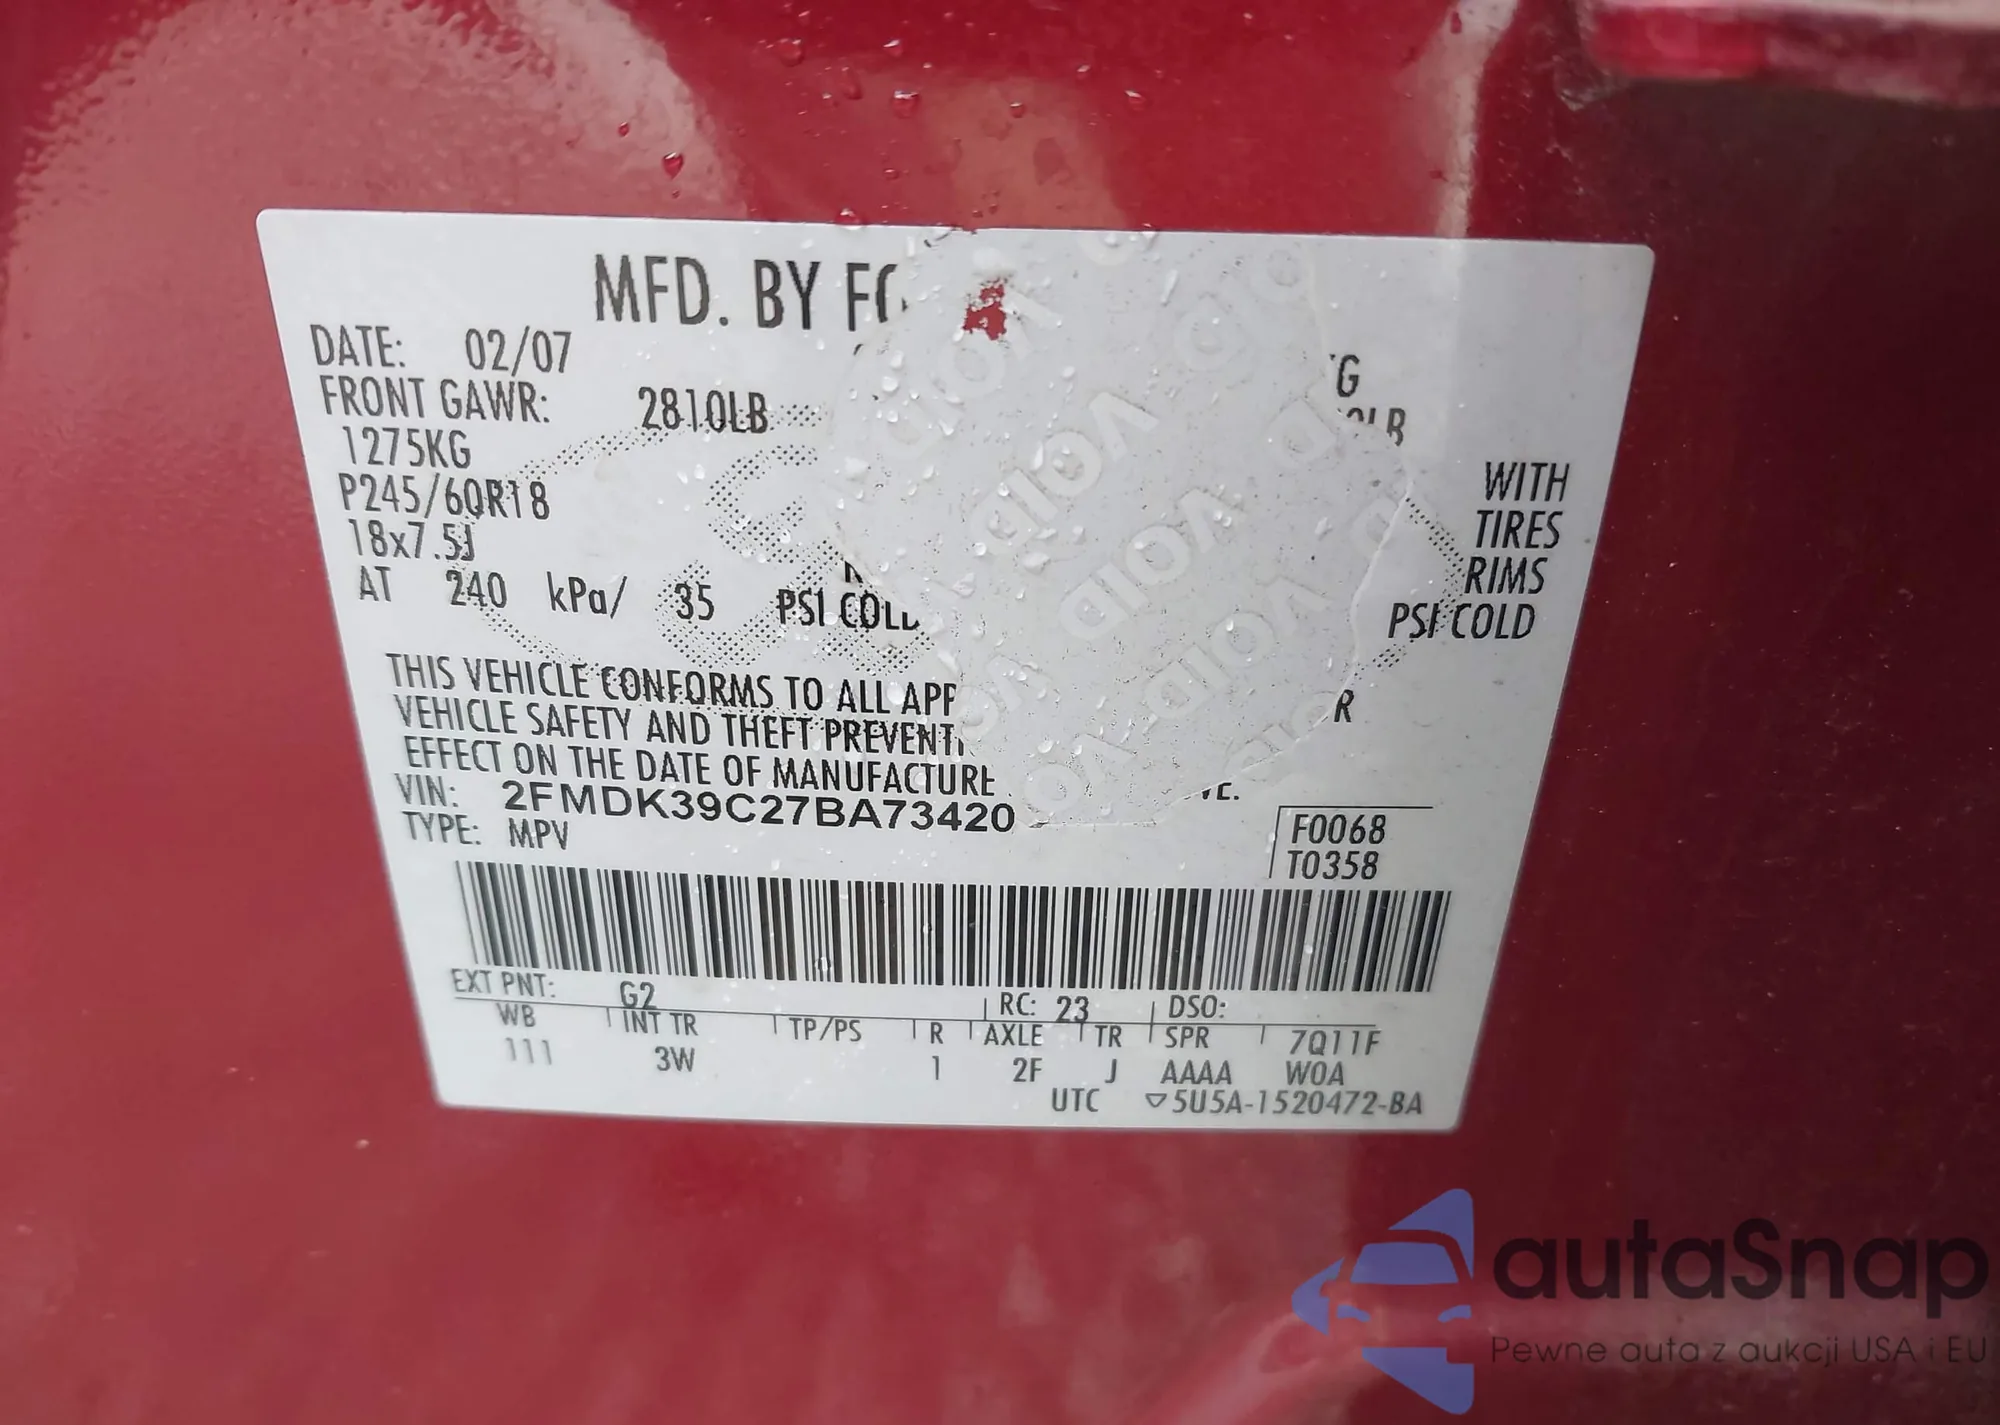 MFD. BY FO
DATE: 02/07
FRONT GAWR: 2810LB
1275KG
P245/60R18
18x7.5J
AT 240 kPa/ 35 PSI COLD
WITH
TIRES
RIMS
PSI COLD
THIS VEHICLE CONFORMS TO ALL APP
VEHICLE SAFETY AND THEFT PREVENTI
EFFECT ON THE DATE OF MANUFACTURE
VIN: 2FMDK39C27BA73420
TYPE: MPV
F0068
T0358
VOID VOID VOID
EXT PNT: G2 RC: 23 DSO:
WB INT TR TP/PS R AXLE TR SPR 7Q11F
111 3W 1 2F J AAAA W0A
UTC ▽5U5A-1520472-BA
autaSnap
Pewne auta z aukcji USA i EU